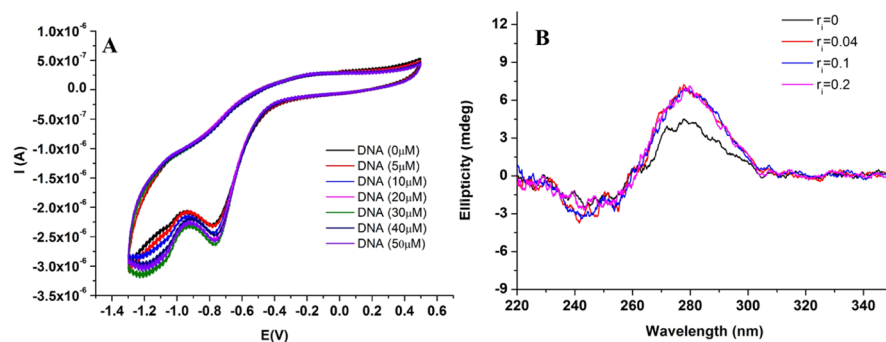 A
1.0x10⁻⁶
5.0x10⁻⁷
0.0
-5.0x10⁻⁷
-1.0x10⁻⁶
-1.5x10⁻⁶
-2.0x10⁻⁶
-2.5x10⁻⁶
-3.0x10⁻⁶
-3.5x10⁻⁶
I (A)
DNA (0μM)
DNA (5μM)
DNA (10μM)
DNA (20μM)
DNA (30μM)
DNA (40μM)
DNA (50μM)
-1.4 -1.2 -1.0 -0.8 -0.6 -0.4 -0.2 0.0 0.2 0.4 0.6
E(V)
B
12
9
6
3
0
-3
-6
-9
Ellipticity (mdeg)
rᵢ=0
rᵢ=0.04
rᵢ=0.1
rᵢ=0.2
220 240 260 280 300 320 340
Wavelength (nm)